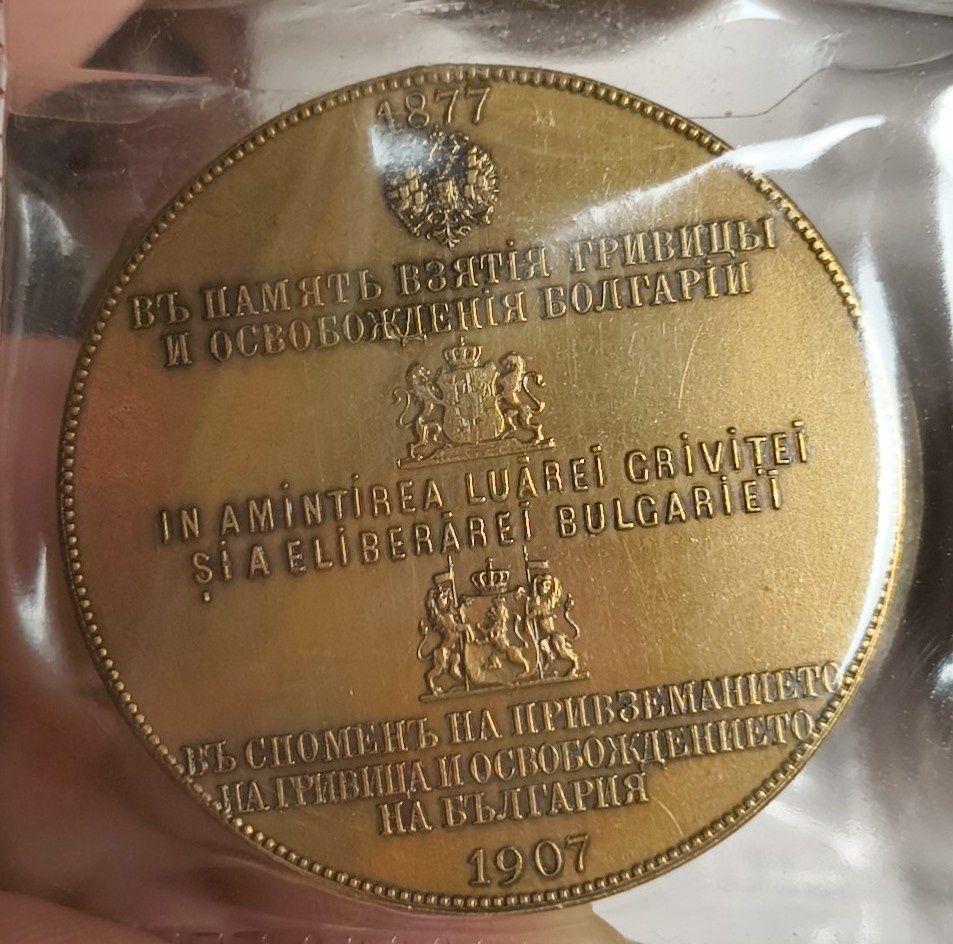 1877
ВЪ ПАМЯТЬ ВЗЯТІЯ ГРИВИЦЫ
И ОСВОБОЖДЕНІЯ БОЛГАРІИ
IN AMINTIREA LUĂREI GRIVIȚEI
ȘI A ELIBERĂREI BULGARIEI
ВЪ СПОМЕНЪ НА ПРИВЗЕМАНИЕТО
НА ГРИВИЦА И ОСВОБОЖДЕНИЕТО
НА БЪЛГАРИЯ
1907